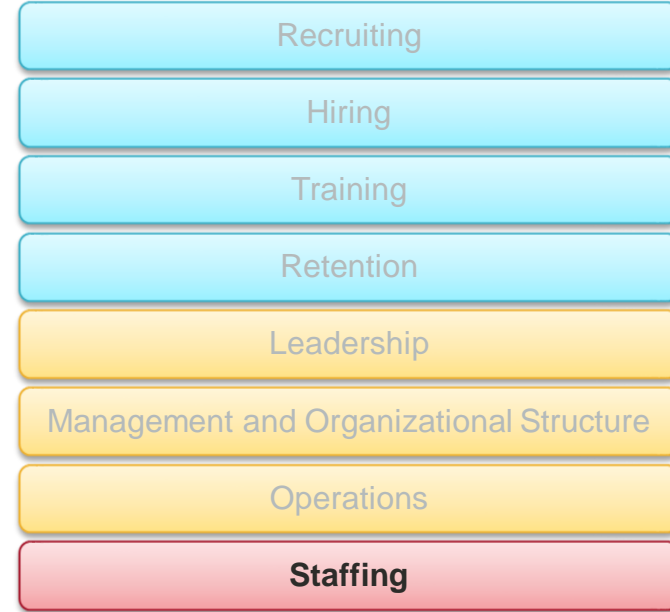 Recruiting
Hiring
Training
Retention
Leadership
Management and Organizational Structure
Operations
Staffing